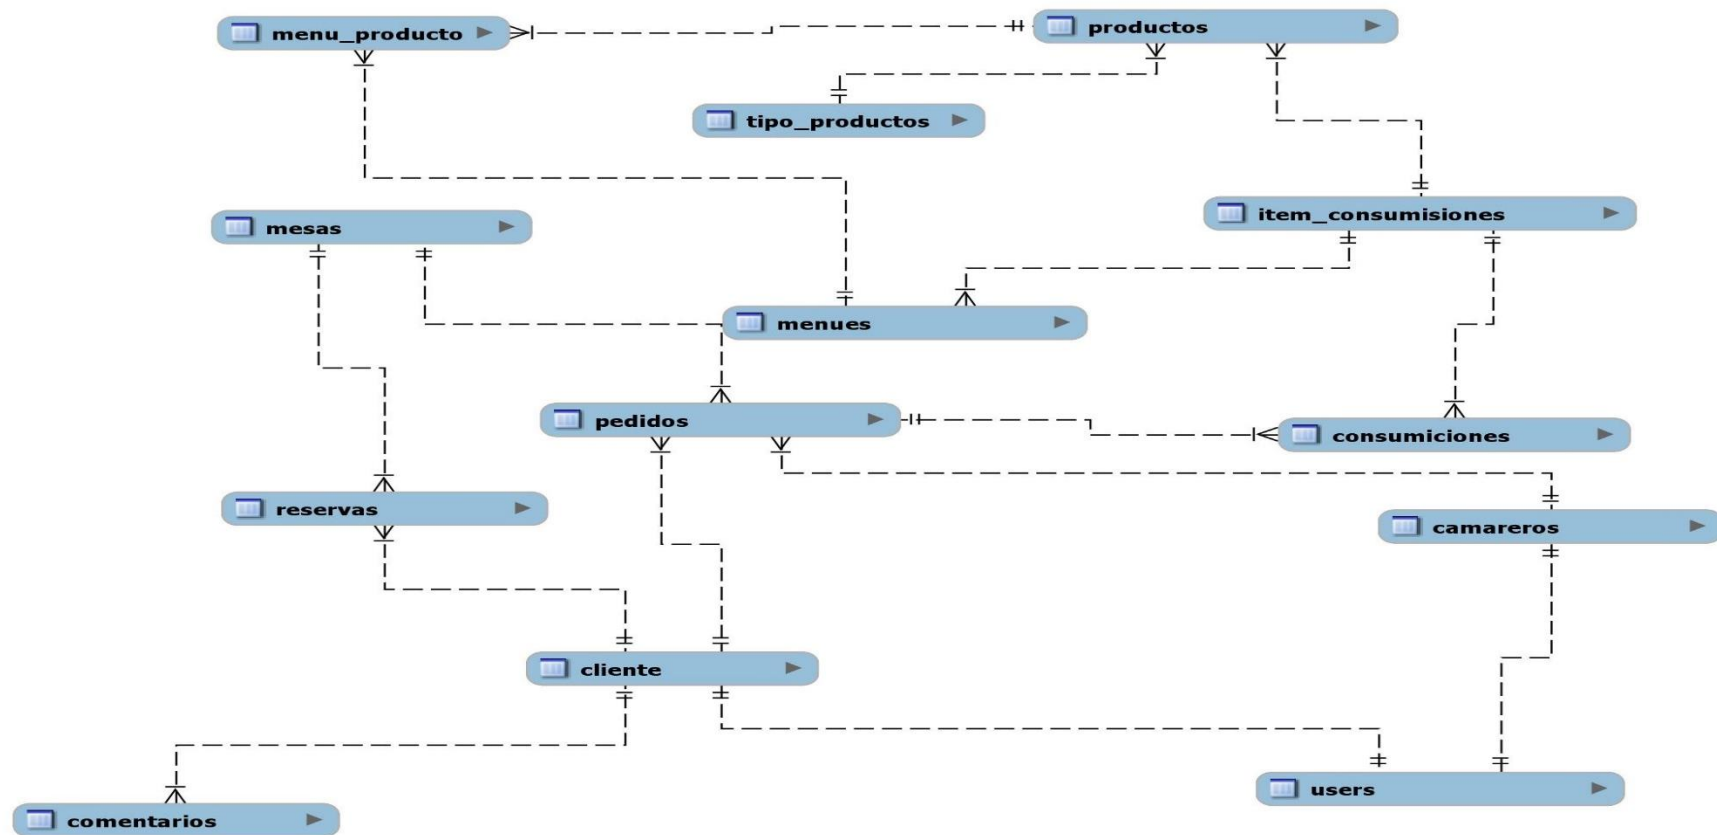 menu_producto
productos
tipo_productos
mesas
item_consumisiones
menues
pedidos
consumiciones
reservas
camareros
cliente
users
comentarios